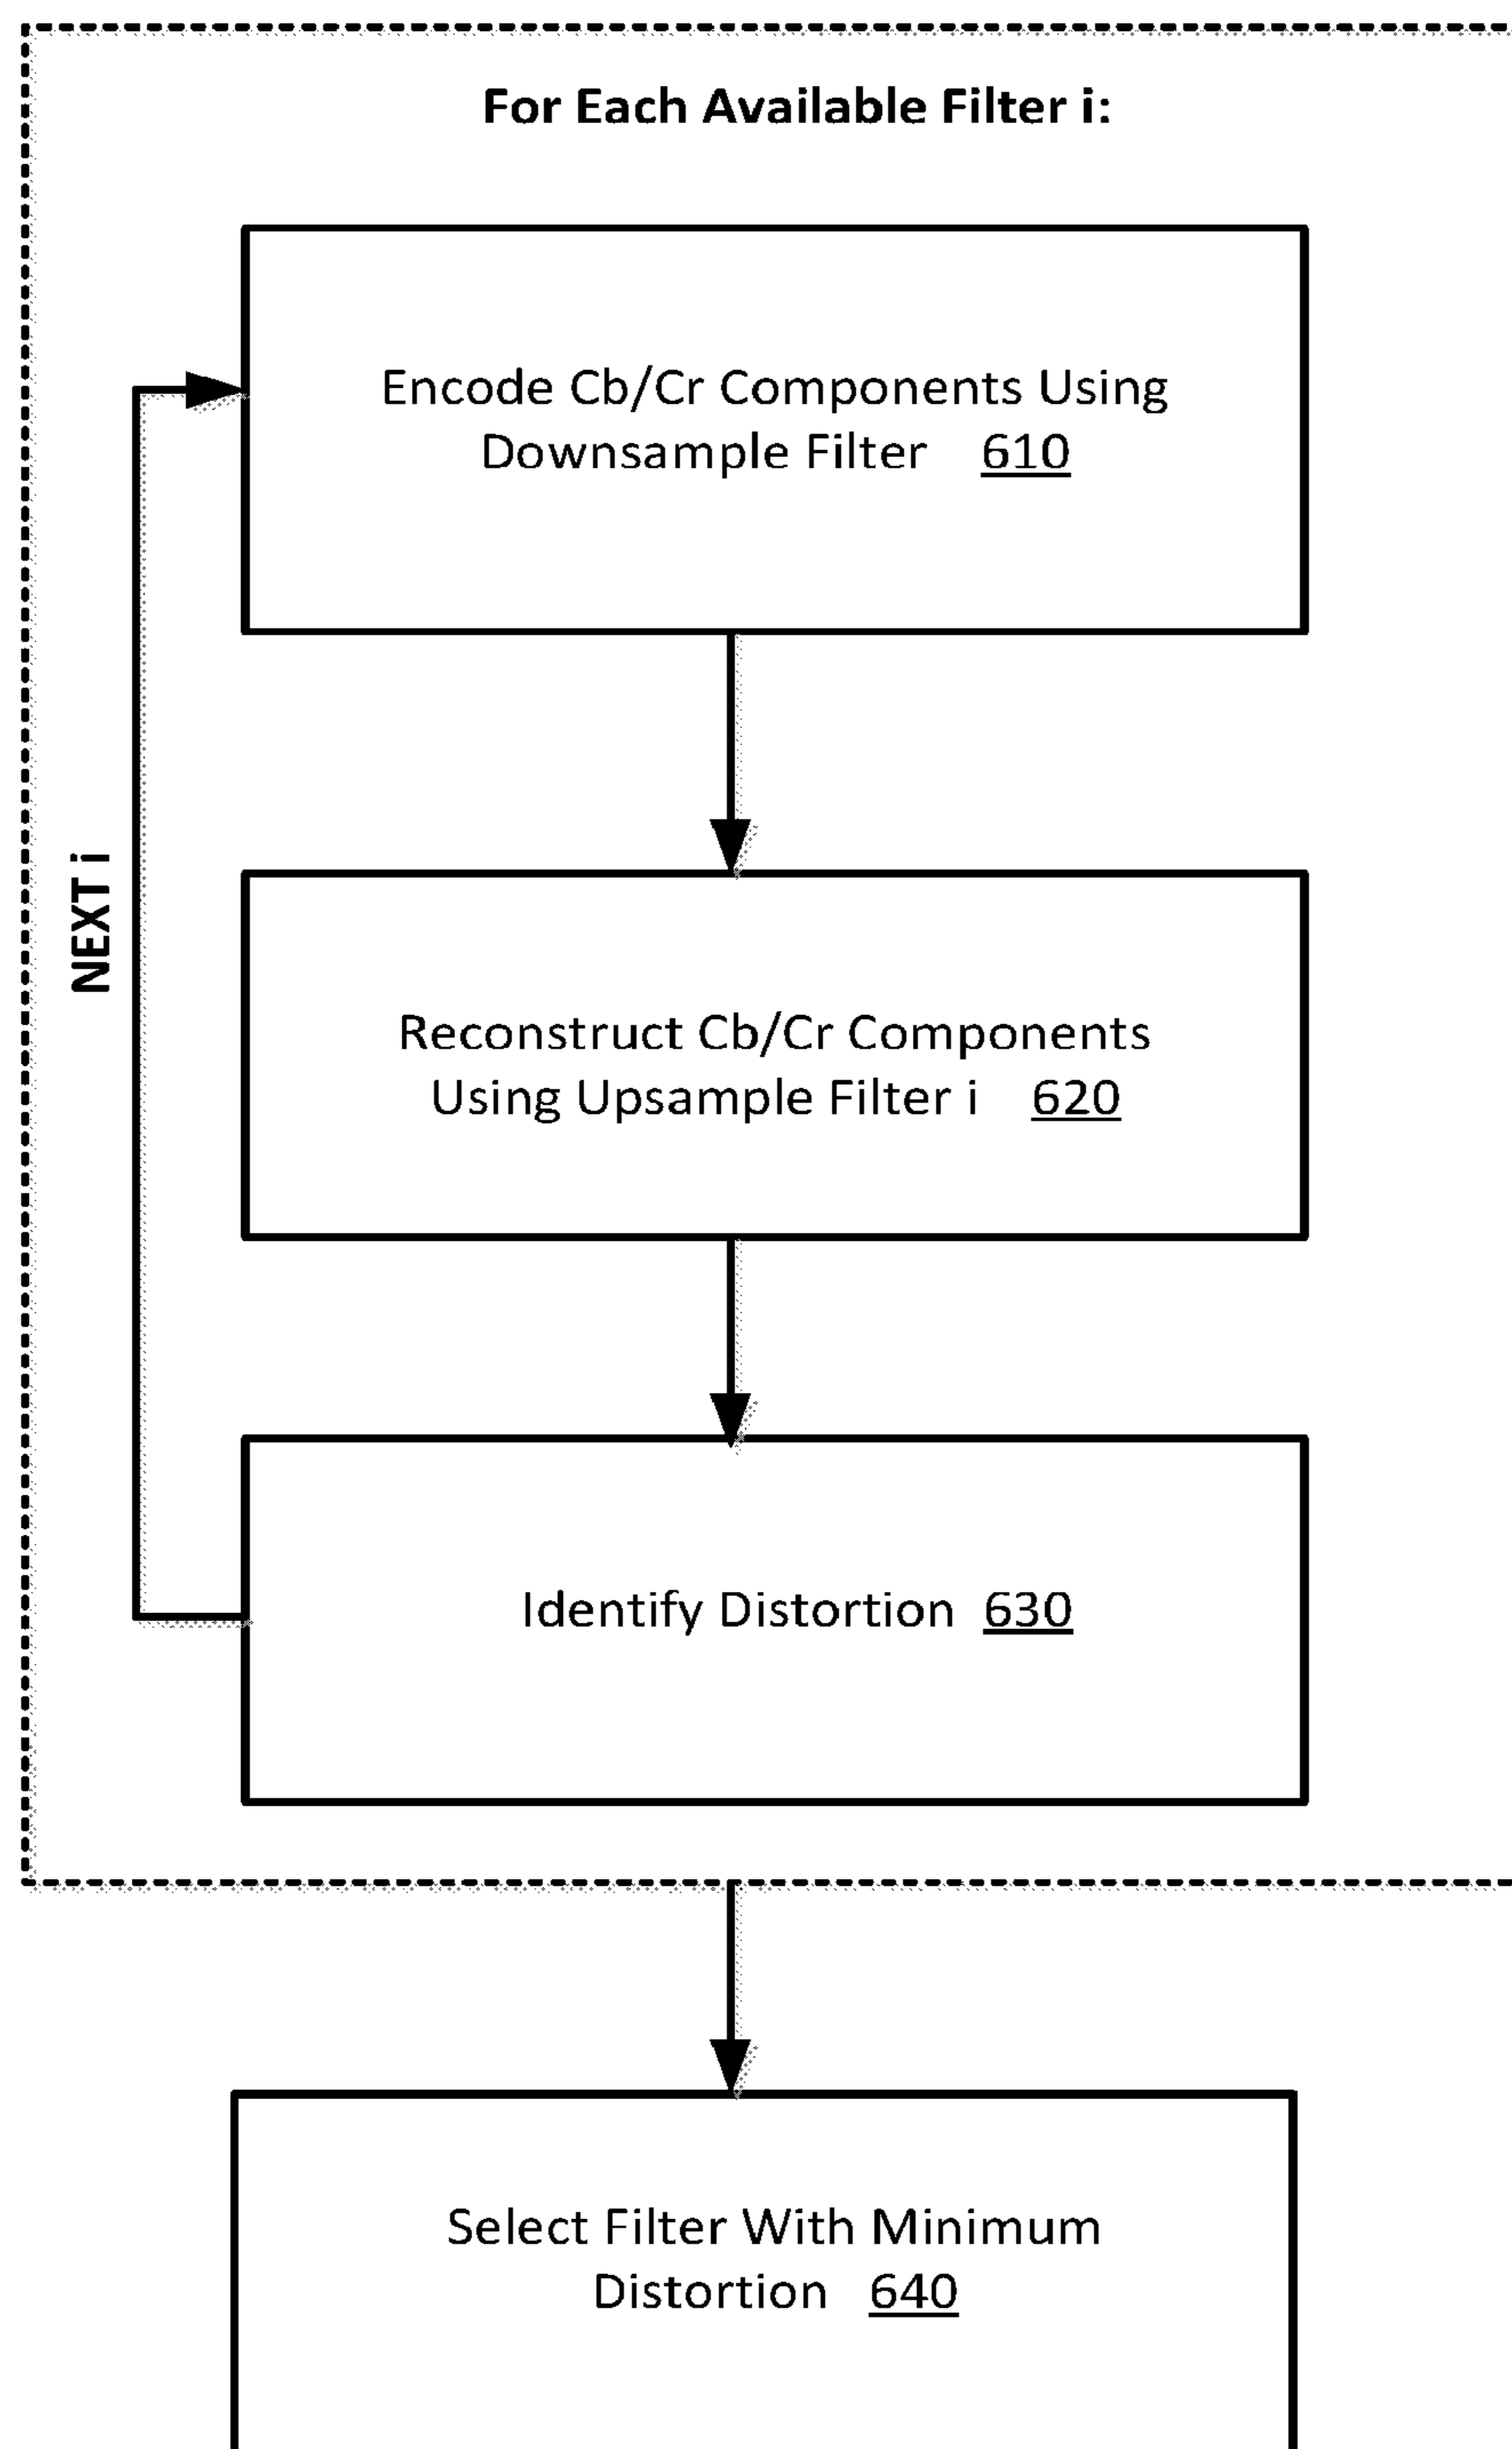 For Each Available Filter i:
Encode Cb/Cr Components Using
Downsample Filter 610
NEXT i
Reconstruct Cb/Cr Components
Using Upsample Filter i 620
Identify Distortion 630
Select Filter With Minimum
Distortion 640